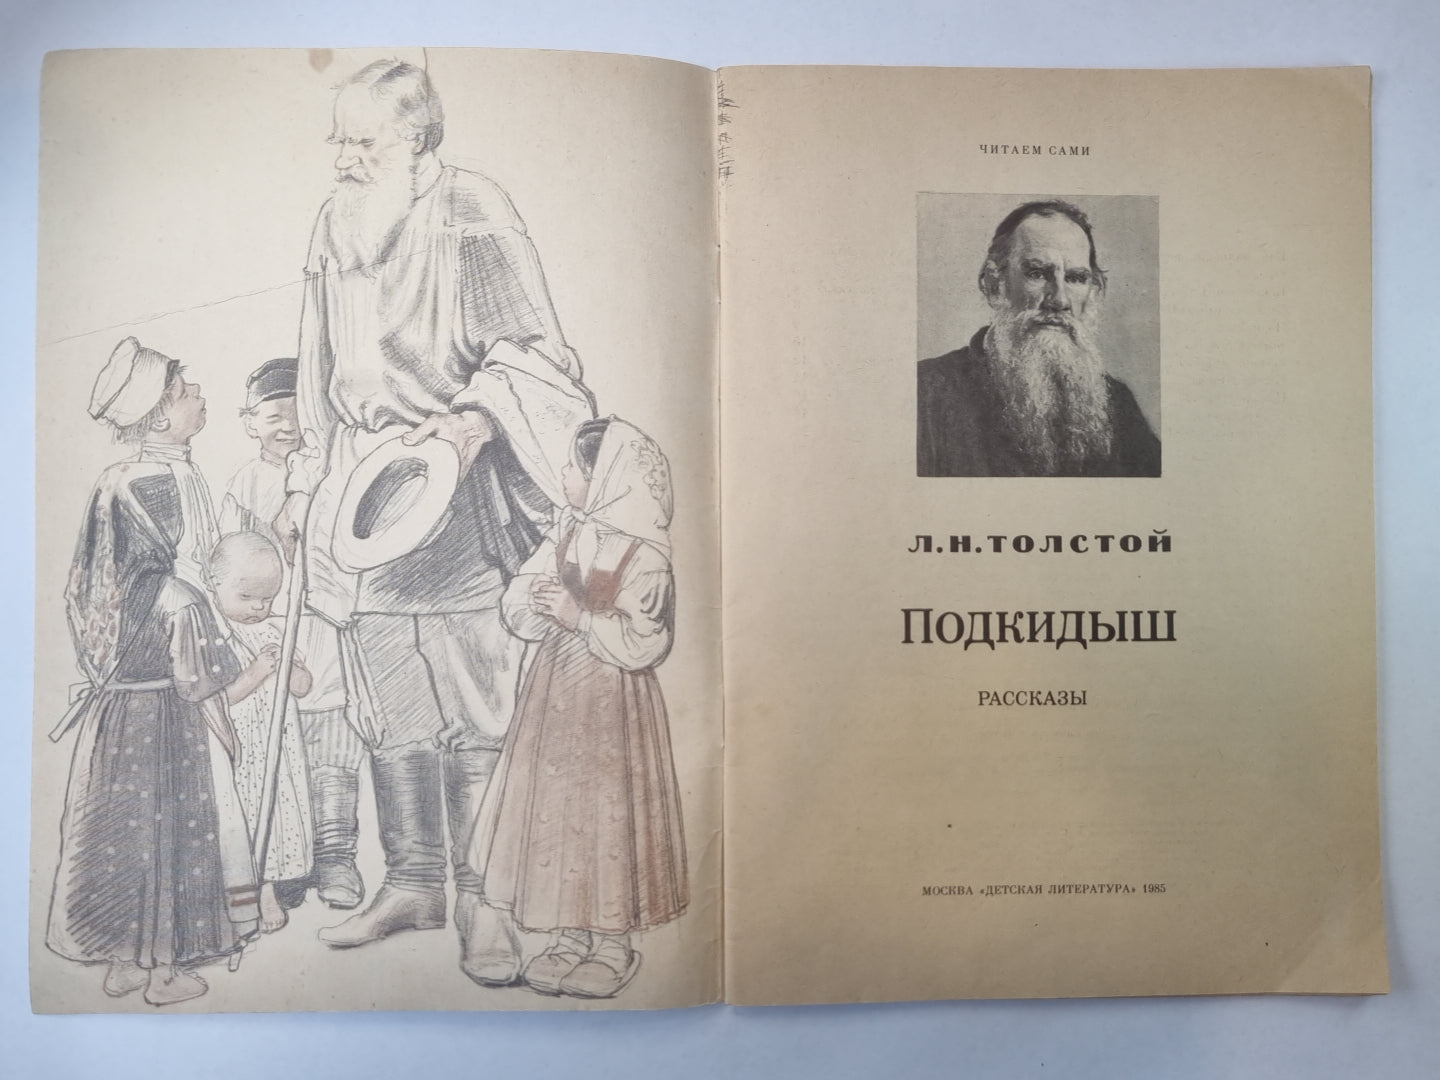 ЧИТАЕМ САМИ
Л.Н.ТОЛСТОЙ
ПОДКИДЫШ
РАССКАЗЫ
МОСКВА «ДЕТСКАЯ ЛИТЕРАТУРА» 1985